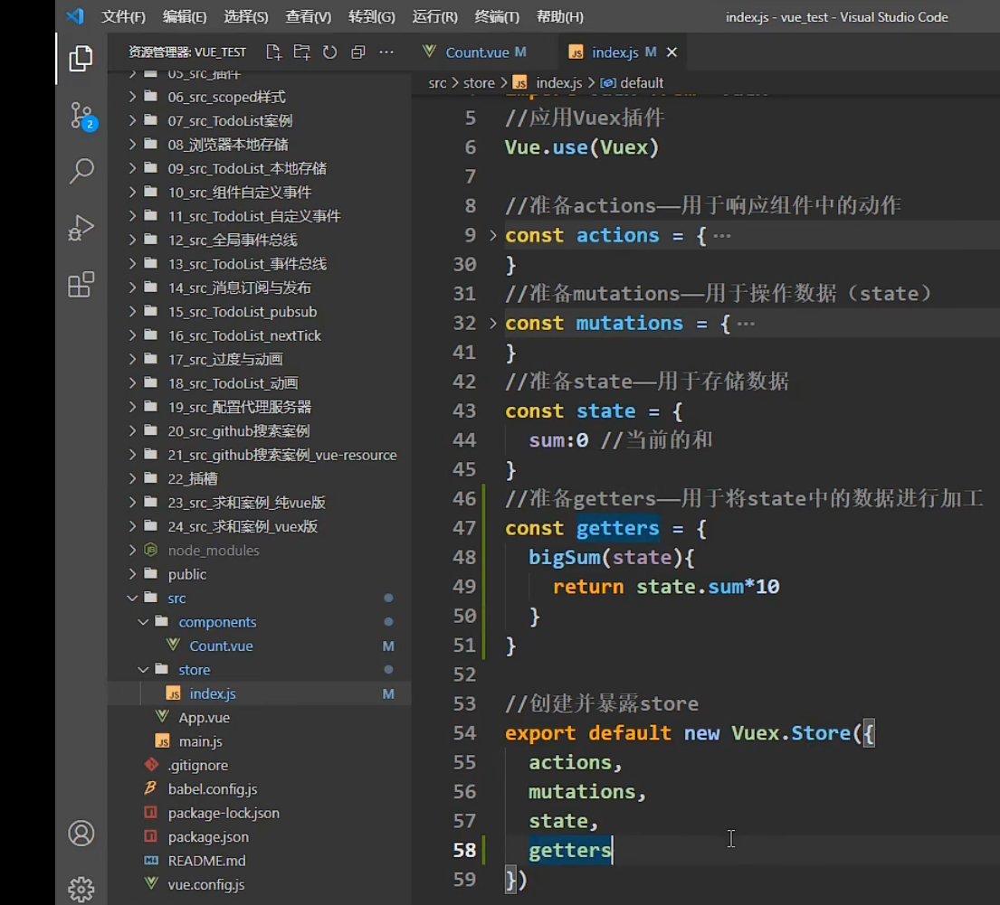 文件(F) 编辑(E) 选择(S) 查看(V) 转到(G) 运行(R) 终端(T) 帮助(H) index.js - vue_test - Visual Studio Code
资源管理器: VUE_TEST
Count.vue M
JS index.js M
src > store > JS index.js > default
05_src_插件
06_src_scoped样式
07_src_TodoList案例
08_浏览器本地存储
09_src_TodoList_本地存储
10_src_组件自定义事件
11_src_TodoList_自定义事件
12_src_全局事件总线
13_src_TodoList_事件总线
14_src_消息订阅与发布
15_src_TodoList_pubsub
16_src_TodoList_nextTick
17_src_过度与动画
18_src_TodoList_动画
19_src_配置代理服务器
20_src_github搜索案例
21_src_github搜索案例_vue-resource
22_插槽
23_src_求和案例_纯vue版
24_src_求和案例_vuex版
node_modules
public
src
components
Count.vue M
store
JS index.js M
App.vue
JS main.js
.gitignore
babel.config.js
package-lock.json
package.json
README.md
vue.config.js
2
5 //应用Vuex插件
6 Vue.use(Vuex)
7
8 //准备actions——用于响应组件中的动作
9 const actions = { ···
30 }
31 //准备mutations——用于操作数据（state）
32 const mutations = { ···
41 }
42 //准备state——用于存储数据
43 const state = {
44 sum:0 //当前的和
45 }
46 //准备getters——用于将state中的数据进行加工
47 const getters = {
48 bigSum(state){
49 return state.sum*10
50 }
51 }
52
53 //创建并暴露store
54 export default new Vuex.Store({
55 actions,
56 mutations,
57 state,
58 getters
59 })